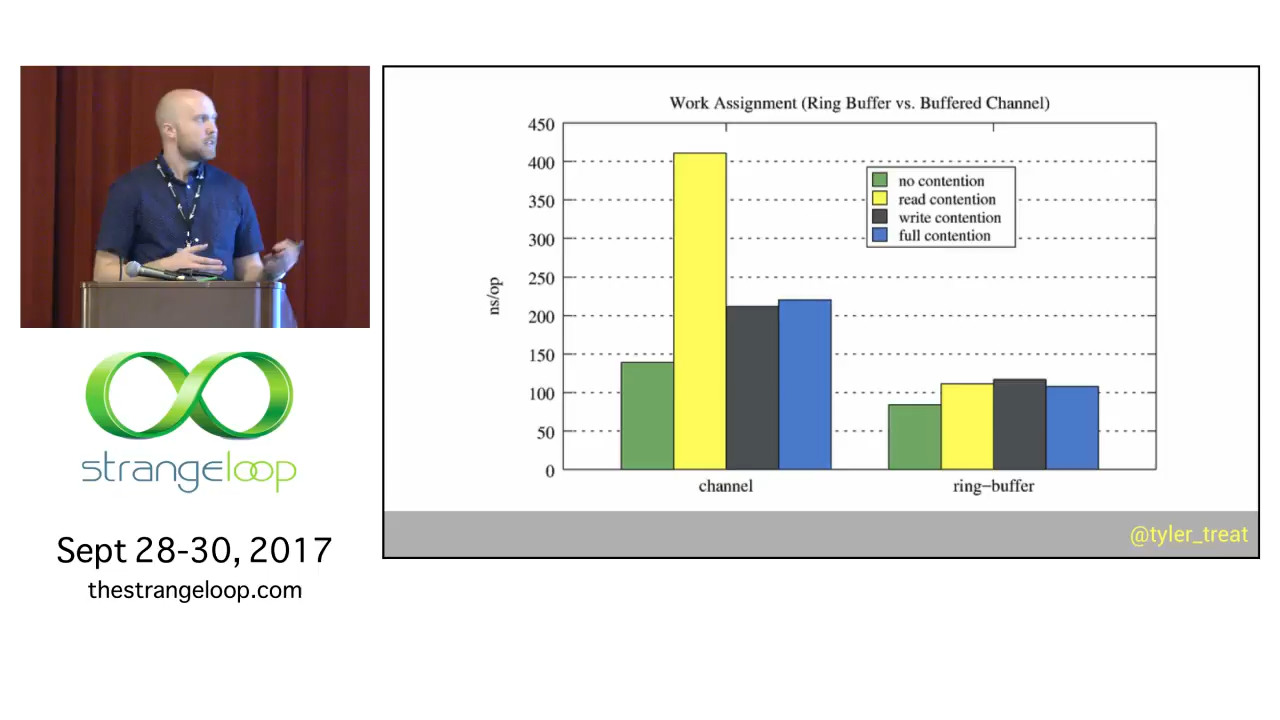 strangeloop
Sept 28-30, 2017
thestrangeloop.com
Work Assignment (Ring Buffer vs. Buffered Channel)
450
400
350
300
250
200
150
100
50
0
ns/op
no contention
read contention
write contention
full contention
channel
ring-buffer
@tyler_treat